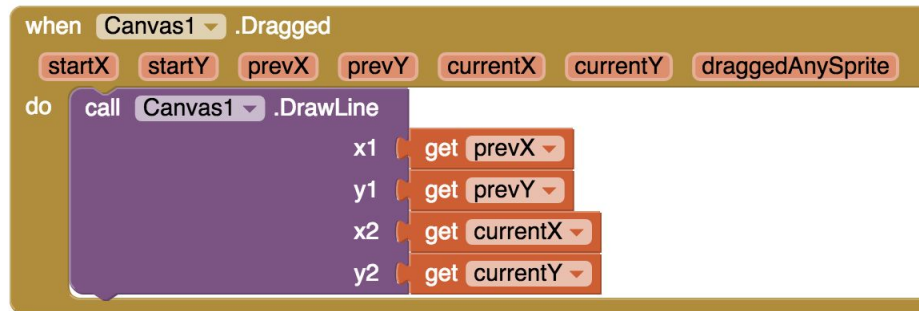 when Canvas1 .Dragged
startX startY prevX prevY currentX currentY draggedAnySprite
do call Canvas1 .DrawLine
x1 get prevX
y1 get prevY
x2 get currentX
y2 get currentY